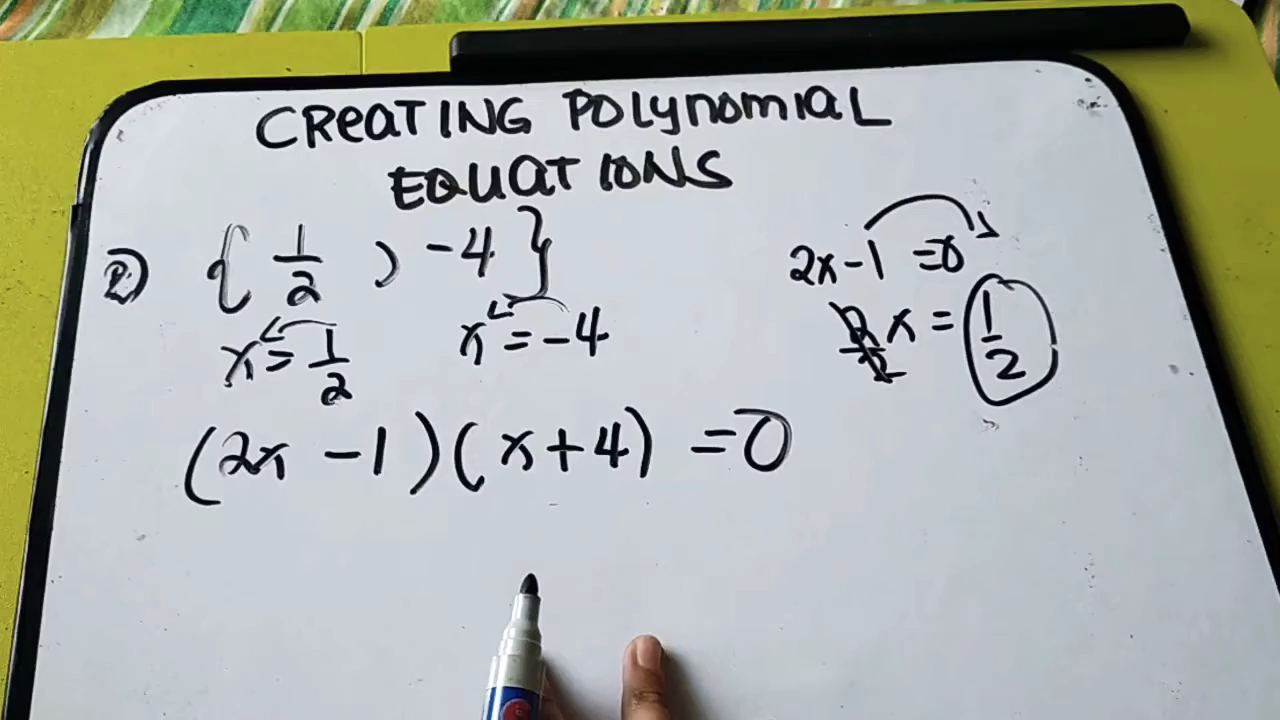 CREATING POLYNOMIAL
EQUATIONS
2) { 1/2 , -4 }
x = 1/2 x = -4
(2x - 1)(x + 4) = 0
2x - 1 = 0
2x/2 = 1/2